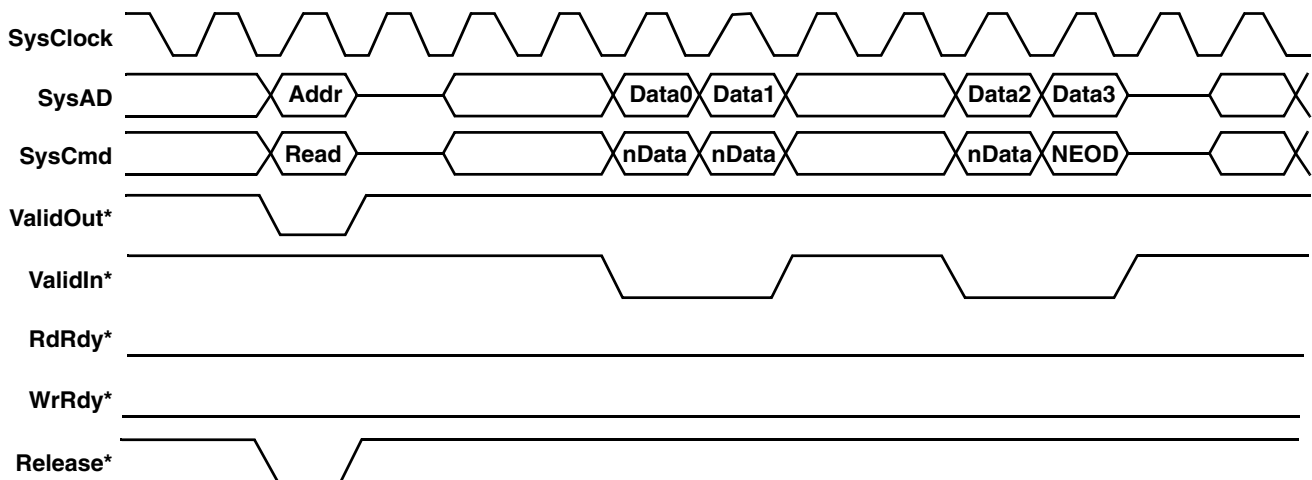 SysClock
SysAD Addr Data0 Data1 Data2 Data3
SysCmd Read nData nData nData NEOD
ValidOut*
ValidIn*
RdRdy*
WrRdy*
Release*